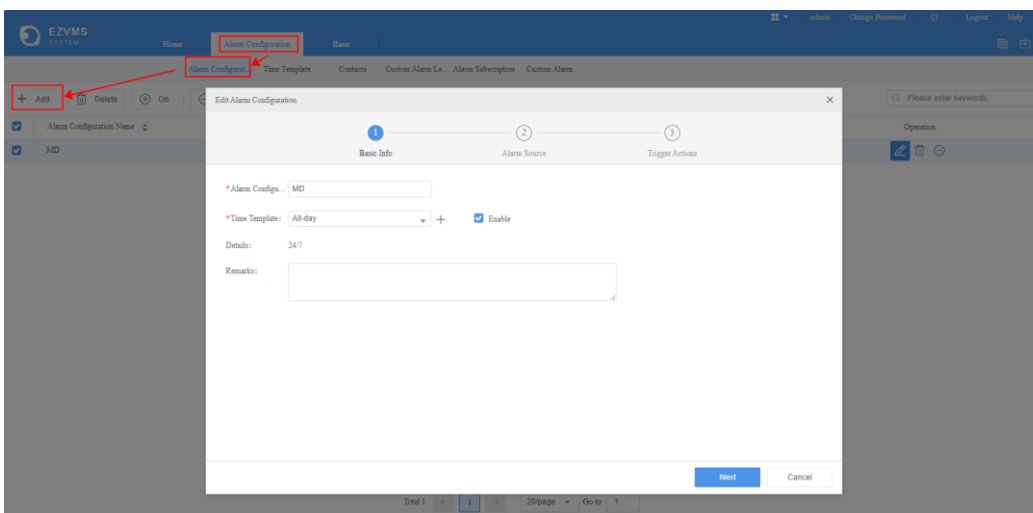 admin Change Password Logout Help
EZVMS
SYSTEM
Home Alarm Configuration Basic
Alarm Configurat... Time Template Contacts Custom Alarm Le... Alarm Subscription Custom Alarm
Add Delete On
Please enter keywords.
Edit Alarm Configuration
Alarm Configuration Name
Operation
MD
1 2 3
Basic Info Alarm Source Trigger Actions
*Alarm Configu... MD
*Time Template: All-day + Enable
Details: 24/7
Remarks:
Next Cancel
Total 1 < 1 > 20/page Go to 1